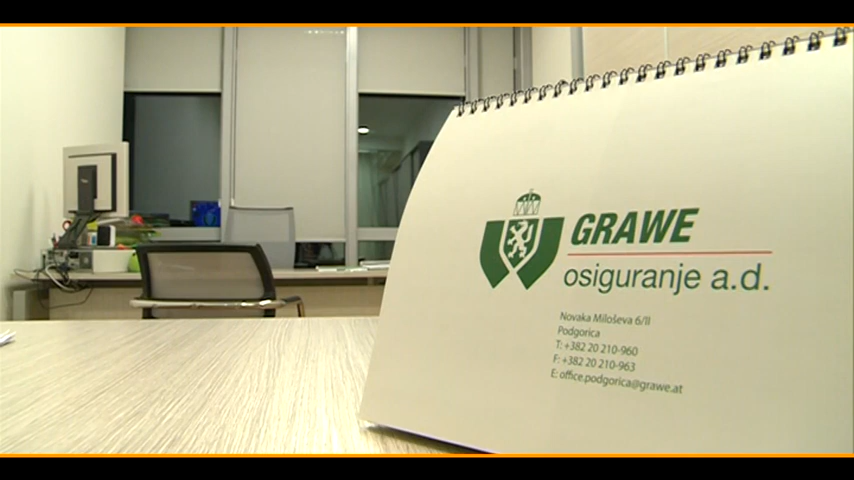 GRAWE
osiguranje a.d.
Novaka Miloševa 6/II
Podgorica
T: +382 20 210-960
F: +382 20 210-963
E: office.podgorica@grawe.at